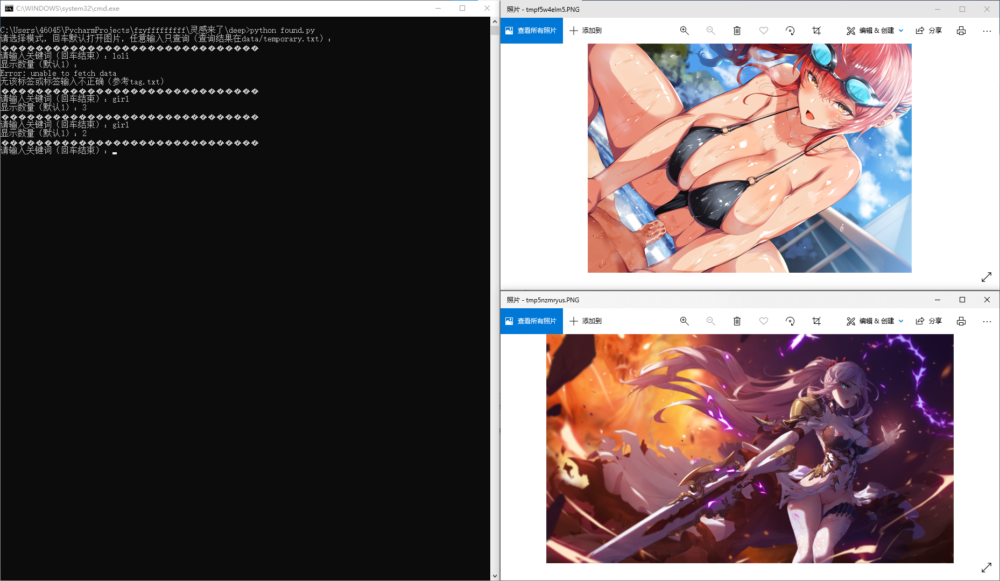 C:\WINDOWS\system32\cmd.exe
C:\Users\46045\PycharmProjects\fzyfffffffff\灵感来了\deep>python found.py
请选择模式，回车默认打开图片，任意输入只查询（查询结果在data/temporary.txt）：
������������������������������
请输入关键词（回车结束）：loli
显示数量（默认1）：
Error: unable to fetch data
无该标签或标签输入不正确（参考tag.txt）
������������������������������
请输入关键词（回车结束）：girl
显示数量（默认1）：3
������������������������������
请输入关键词（回车结束）：girl
显示数量（默认1）：2
������������������������������
请输入关键词（回车结束）：
照片 - tmpf5w4elm5.PNG
查看所有照片 添加到 编辑 & 创建 分享
照片 - tmp5nzmryus.PNG
查看所有照片 添加到 编辑 & 创建 分享